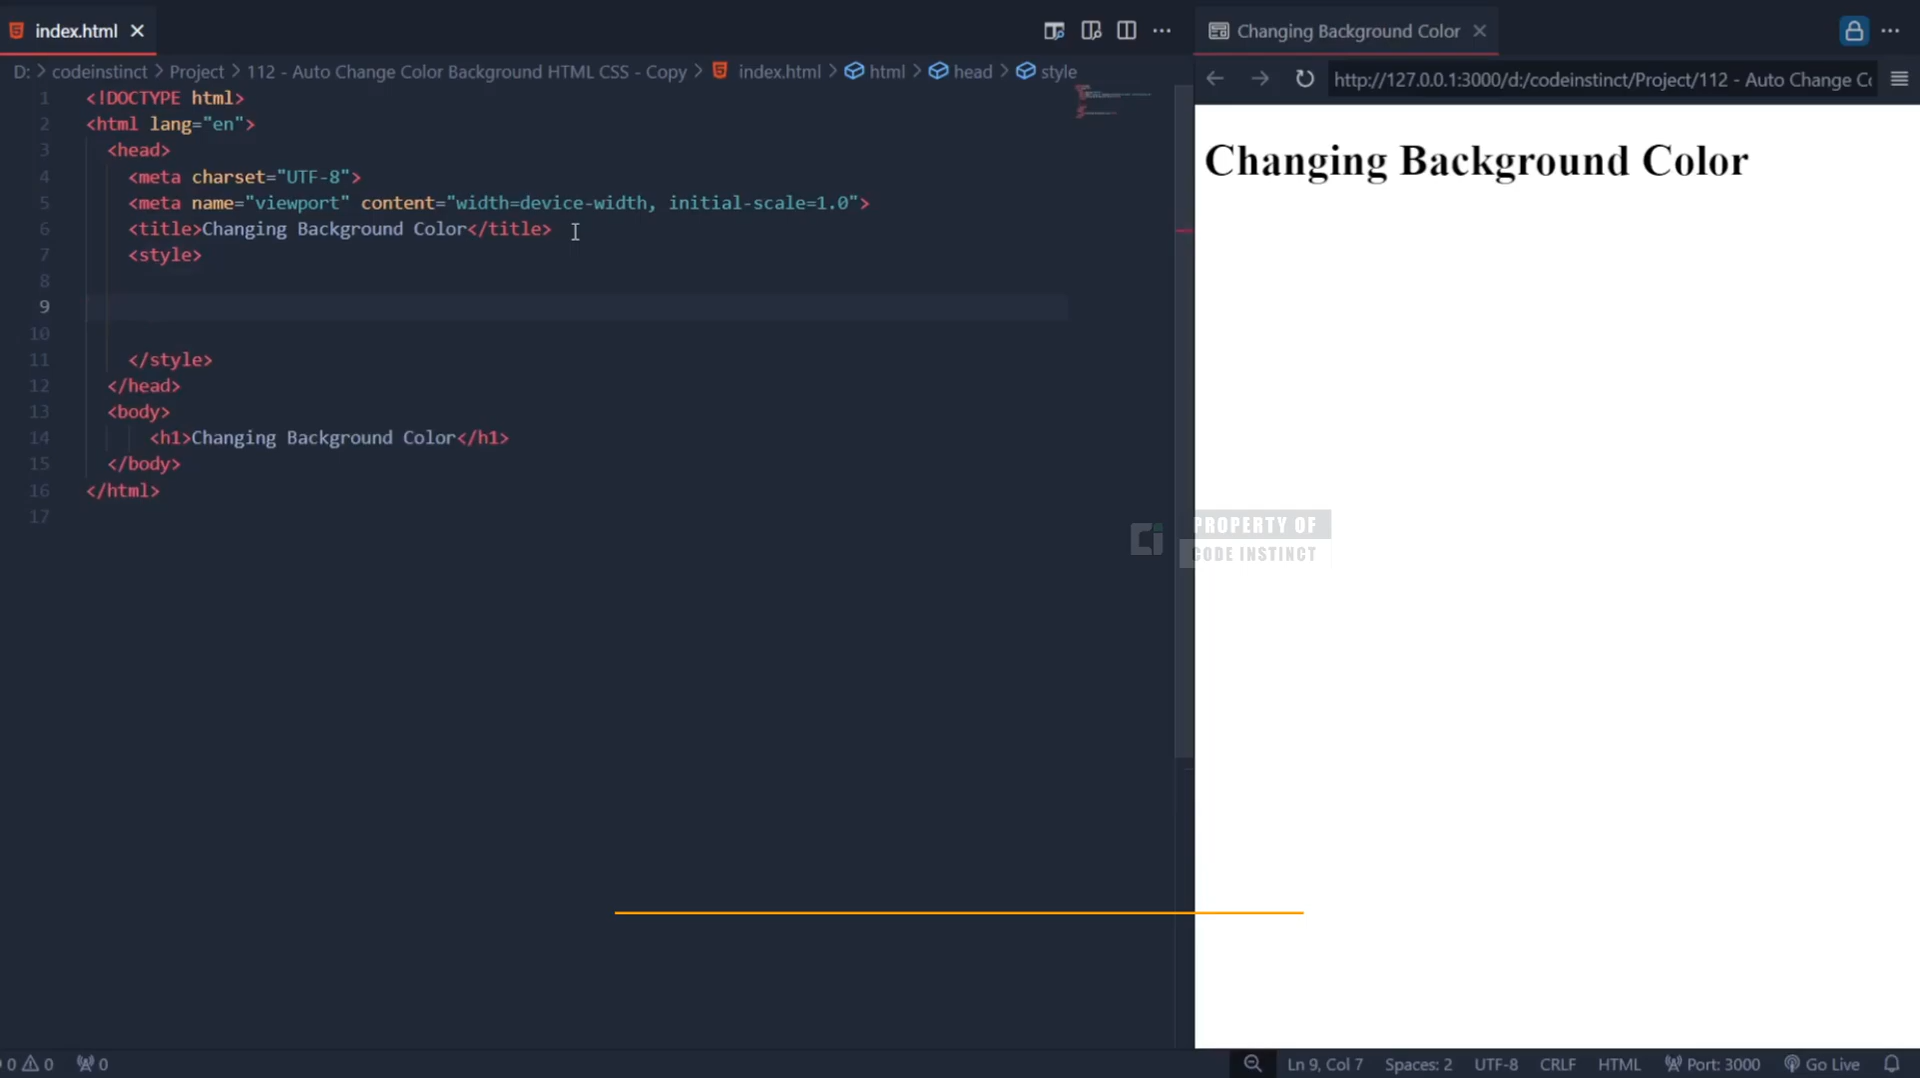 index.html
Changing Background Color
D: > codeinstinct > Project > 112 - Auto Change Color Background HTML CSS - Copy > index.html > html > head > style
http://127.0.0.1:3000/d:/codeinstinct/Project/112 - Auto Change Co
1 <!DOCTYPE html>
2 <html lang="en">
3 <head>
4 <meta charset="UTF-8">
5 <meta name="viewport" content="width=device-width, initial-scale=1.0">
6 <title>Changing Background Color</title>
7 <style>
8
9
10
11 </style>
12 </head>
13 <body>
14 <h1>Changing Background Color</h1>
15 </body>
16 </html>
17
Changing Background Color
PROPERTY OF
CODE INSTINCT
0 0 0 Ln 9, Col 7 Spaces: 2 UTF-8 CRLF HTML Port: 3000 Go Live